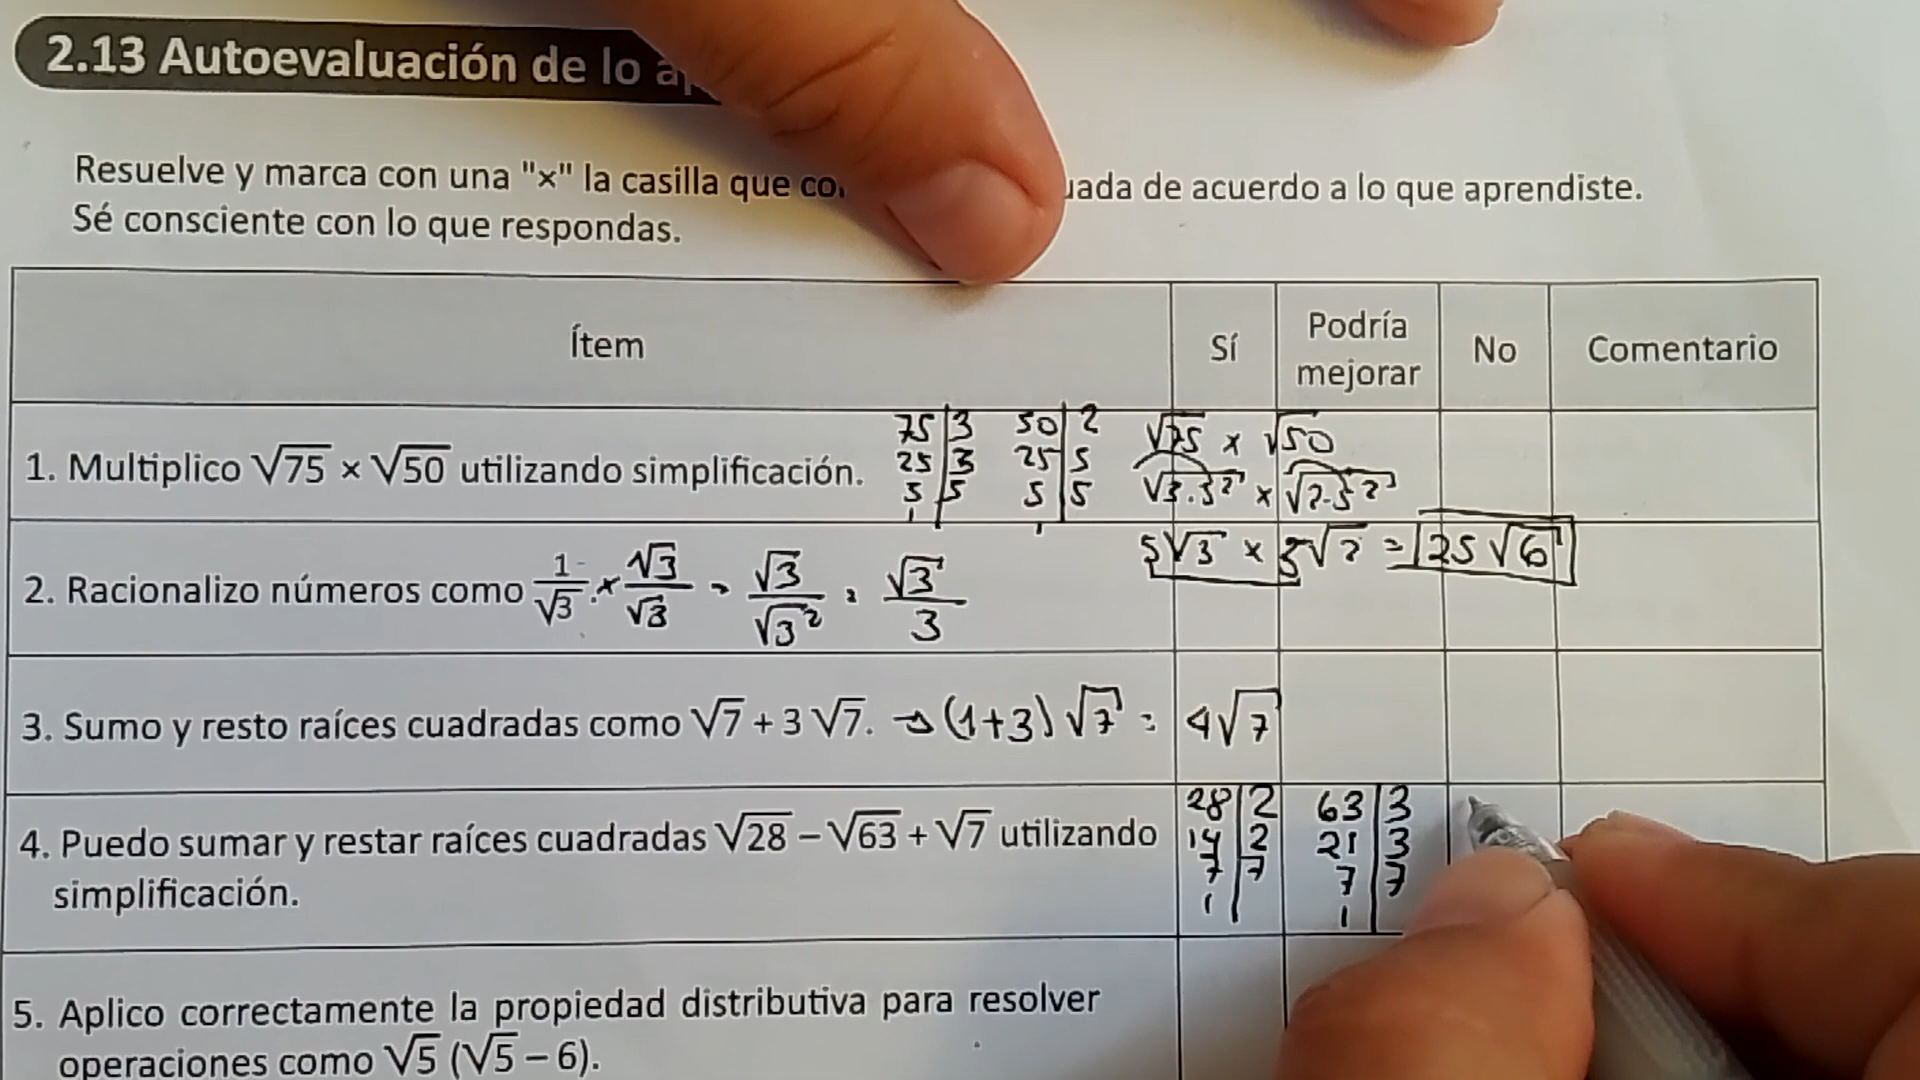 2.13 Autoevaluación de lo
Resuelve y marca con una "×" la casilla que de acuerdo a lo que aprendiste.
Sé consciente con lo que respondas.
Ítem Sí Podría mejorar No Comentario
75|3 50|2 √75 × √50
1. Multiplico √75 × √50 utilizando simplificación. 25|3 25|5 √3·5² × √2·5²
5|5 5|5
1 1
5√3 × 5√2 = 25√6
2. Racionalizo números como 1/√3 · × √3/√3 = √3/√3² = √3/3
3. Sumo y resto raíces cuadradas como √7 + 3√7. → (1+3)√7 = 4√7
28|2 63|3
4. Puedo sumar y restar raíces cuadradas √28 – √63 + √7 utilizando 14|2 21|3
simplificación. 7|7 7|7
1 1
5. Aplico correctamente la propiedad distributiva para resolver
operaciones como √5 (√5 – 6).